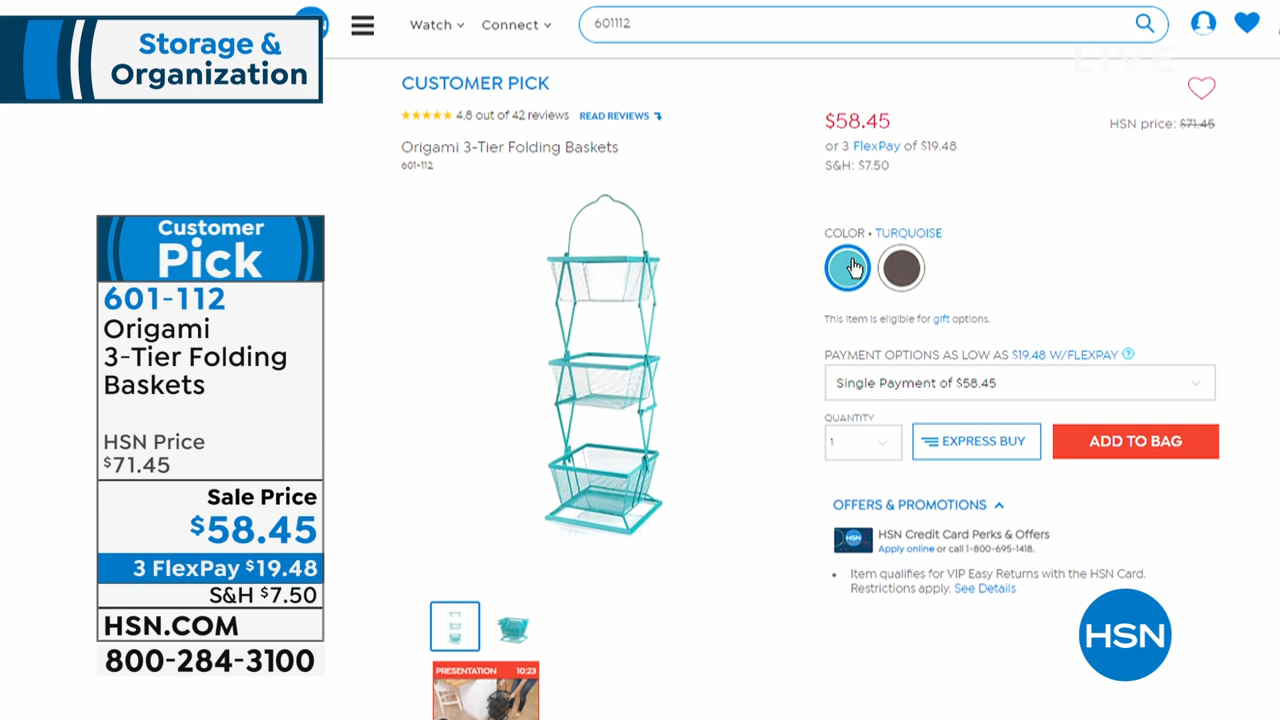 Storage &
Organization
Watch
Connect
601112
LIVE
CUSTOMER PICK
4.8 out of 42 reviews READ REVIEWS
Origami 3-Tier Folding Baskets
601-112
$58.45
HSN price: $71.45
or 3 FlexPay of $19.48
S&H: $7.50
COLOR • TURQUOISE
This item is eligible for gift options.
PAYMENT OPTIONS AS LOW AS $19.48 W/FLEXPAY ?
Single Payment of $58.45
QUANTITY
1
EXPRESS BUY
ADD TO BAG
OFFERS & PROMOTIONS
HSN
HSN Credit Card Perks & Offers
Apply online or call 1-800-695-1418.
• Item qualifies for VIP Easy Returns with the HSN Card.
Restrictions apply. See Details
PRESENTATION 10:23
Customer
Pick
601-112
Origami
3-Tier Folding
Baskets
HSN Price
$71.45
Sale Price
$58.45
3 FlexPay $19.48
S&H $7.50
HSN.COM
800-284-3100
HSN